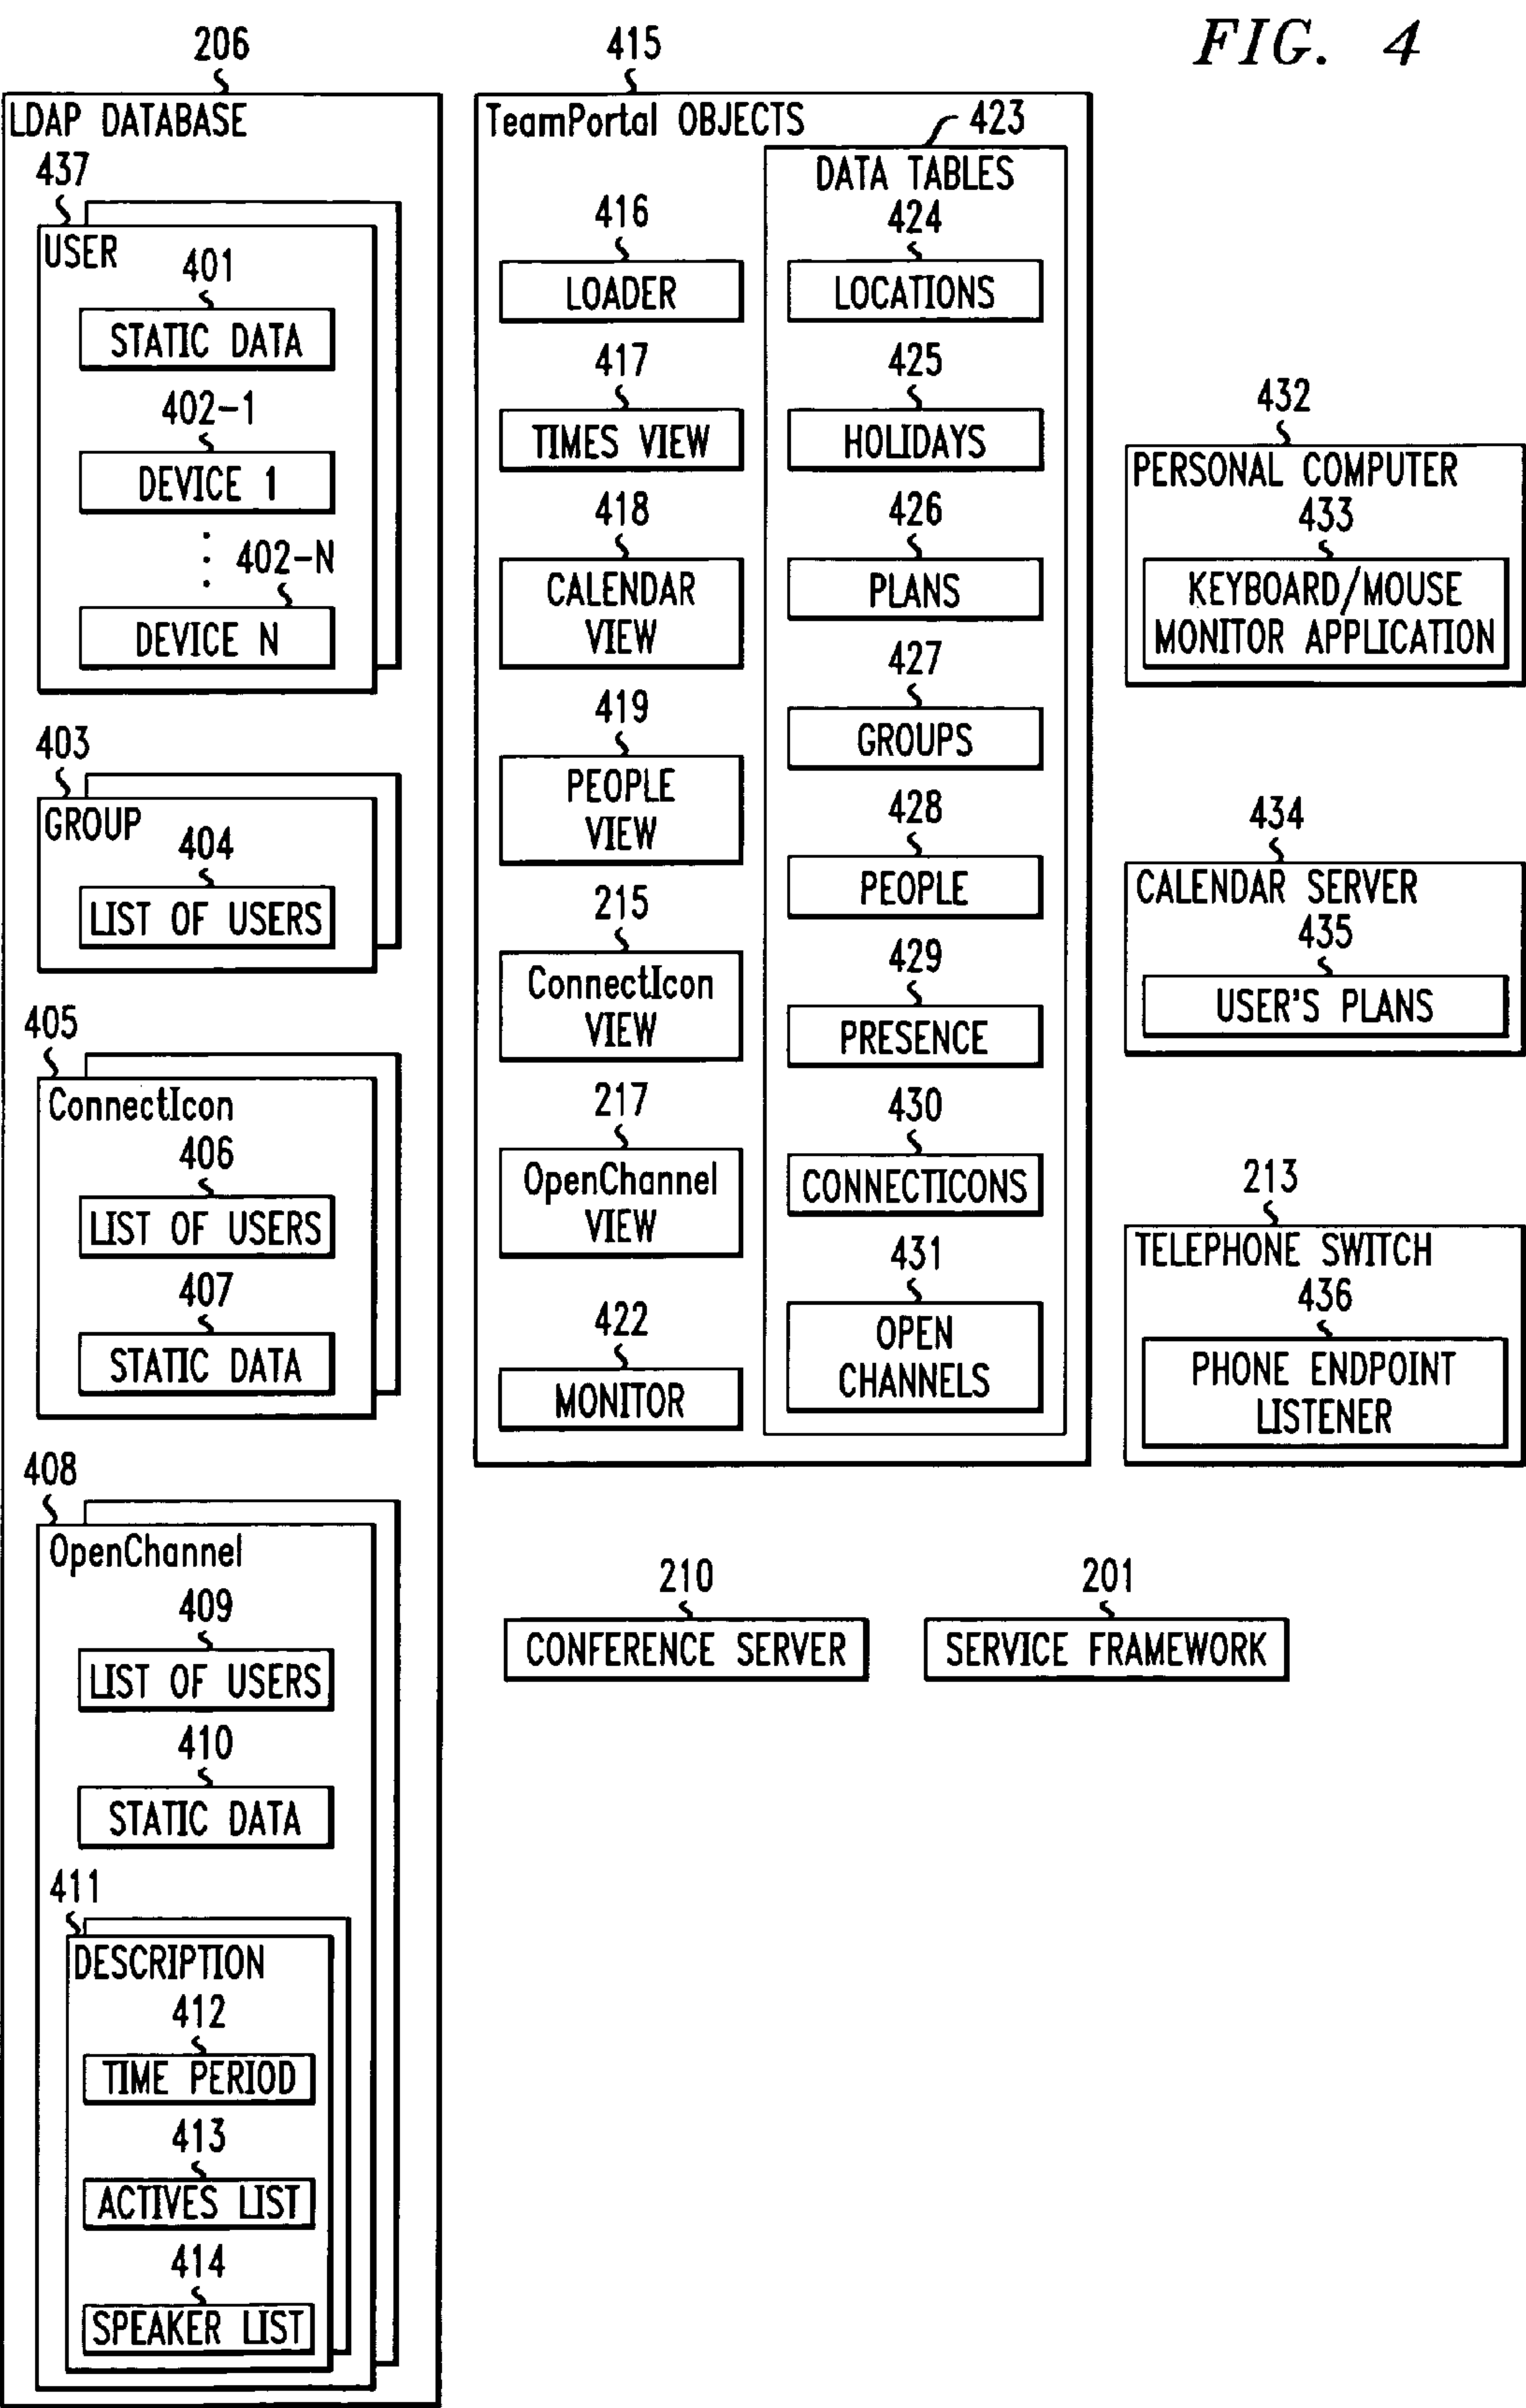 FIG. 4
206
LDAP DATABASE
437
USER
401
STATIC DATA
402-1
DEVICE 1
402-N
DEVICE N
403
GROUP
404
LIST OF USERS
405
ConnectIcon
406
LIST OF USERS
407
STATIC DATA
408
OpenChannel
409
LIST OF USERS
410
STATIC DATA
411
DESCRIPTION
412
TIME PERIOD
413
ACTIVES LIST
414
SPEAKER LIST
415
TeamPortal OBJECTS
416
LOADER
417
TIMES VIEW
418
CALENDAR
VIEW
419
PEOPLE
VIEW
215
ConnectIcon
VIEW
217
OpenChannel
VIEW
422
MONITOR
423
DATA TABLES
424
LOCATIONS
425
HOLIDAYS
426
PLANS
427
GROUPS
428
PEOPLE
429
PRESENCE
430
CONNECTICONS
431
OPEN
CHANNELS
432
PERSONAL COMPUTER
433
KEYBOARD/MOUSE
MONITOR APPLICATION
434
CALENDAR SERVER
435
USER'S PLANS
213
TELEPHONE SWITCH
436
PHONE ENDPOINT
LISTENER
210
CONFERENCE SERVER
201
SERVICE FRAMEWORK